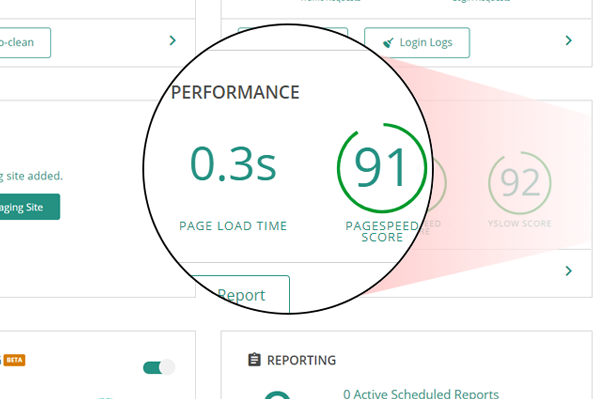 o-clean
Login Logs
PERFORMANCE
0.3s
PAGE LOAD TIME
91
PAGESPEED
SCORE
92
YSLOW SCORE
g site added.
aging Site
Report
BETA
REPORTING
0 Active Scheduled Reports